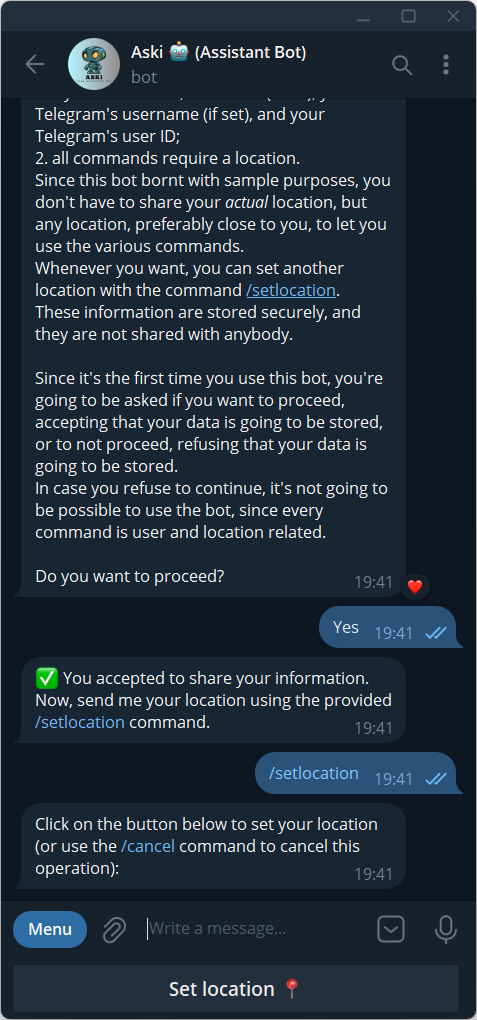 Aski 🤖 (Assistant Bot)
bot
ASKI
Telegram's username (if set), and your
Telegram's user ID;
2. all commands require a location.
Since this bot bornt with sample purposes, you
don't have to share your actual location, but
any location, preferably close to you, to let you
use the various commands.
Whenever you want, you can set another
location with the command /setlocation.
These information are stored securely, and
they are not shared with anybody.
Since it's the first time you use this bot, you're
going to be asked if you want to proceed,
accepting that your data is going to be stored,
or to not proceed, refusing that your data is
going to be stored.
In case you refuse to continue, it's not going to
be possible to use the bot, since every
command is user and location related.
Do you want to proceed?
19:41 ❤️
Yes 19:41
✅ You accepted to share your information.
Now, send me your location using the provided
/setlocation command.
19:41
/setlocation 19:41
Click on the button below to set your location
(or use the /cancel command to cancel this
operation):
19:41
Menu
Write a message...
Set location 📍